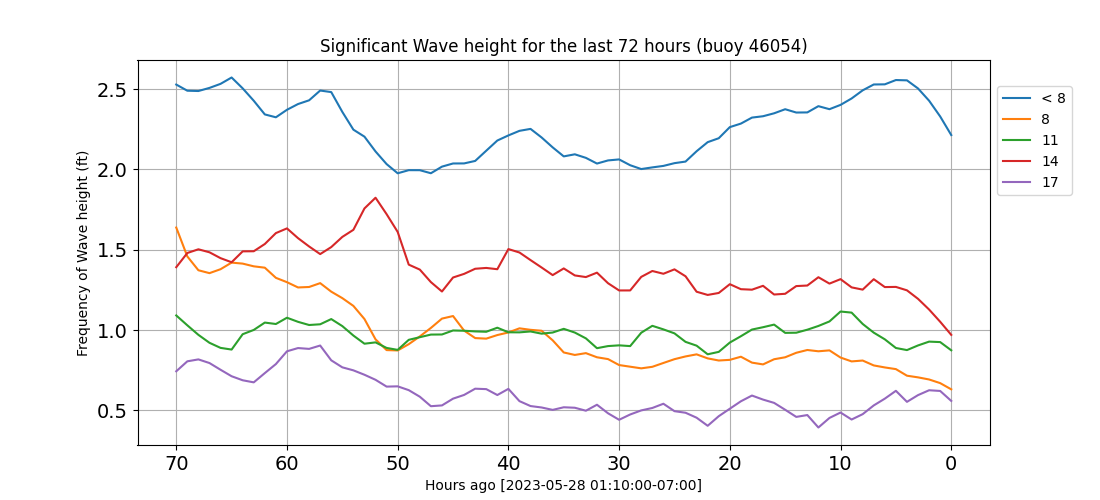 Significant Wave height for the last 72 hours (buoy 46054)
Frequency of Wave height (ft)
2.5
2.0
1.5
1.0
0.5
70 60 50 40 30 20 10 0
Hours ago [2023-05-28 01:10:00-07:00]
< 8
8
11
14
17